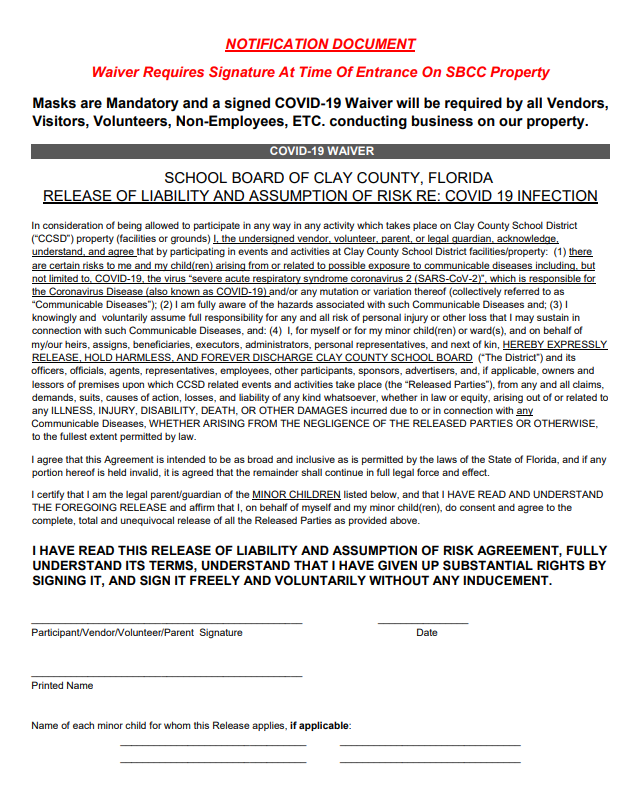 NOTIFICATION DOCUMENT
Waiver Requires Signature At Time Of Entrance On SBCC Property
Masks are Mandatory and a signed COVID-19 Waiver will be required by all Vendors,
Visitors, Volunteers, Non-Employees, ETC. conducting business on our property.
COVID-19 WAIVER
SCHOOL BOARD OF CLAY COUNTY, FLORIDA
RELEASE OF LIABILITY AND ASSUMPTION OF RISK RE: COVID 19 INFECTION
In consideration of being allowed to participate in any way in any activity which takes place on Clay County School District
("CCSD") property (facilities or grounds) I, the undersigned vendor, volunteer, parent, or legal guardian, acknowledge,
understand, and agree that by participating in events and activities at Clay County School District facilities/property: (1) there
are certain risks to me and my child(ren) arising from or related to possible exposure to communicable diseases including, but
not limited to, COVID-19, the virus “severe acute respiratory syndrome coronavirus 2 (SARS-CoV-2)”, which is responsible for
the Coronavirus Disease (also known as COVID-19) and/or any mutation or variation thereof (collectively referred to as
“Communicable Diseases”); (2) I am fully aware of the hazards associated with such Communicable Diseases and; (3) I
knowingly and voluntarily assume full responsibility for any and all risk of personal injury or other loss that I may sustain in
connection with such Communicable Diseases, and: (4) I, for myself or for my minor child(ren) or ward(s), and on behalf of
my/our heirs, assigns, beneficiaries, executors, administrators, personal representatives, and next of kin, HEREBY EXPRESSLY
RELEASE, HOLD HARMLESS, AND FOREVER DISCHARGE CLAY COUNTY SCHOOL BOARD (“The District”) and its
officers, officials, agents, representatives, employees, other participants, sponsors, advertisers, and, if applicable, owners and
lessors of premises upon which CCSD related events and activities take place (the “Released Parties”), from any and all claims,
demands, suits, causes of action, losses, and liability of any kind whatsoever, whether in law or equity, arising out of or related to
any ILLNESS, INJURY, DISABILITY, DEATH, OR OTHER DAMAGES incurred due to or in connection with any
Communicable Diseases, WHETHER ARISING FROM THE NEGLIGENCE OF THE RELEASED PARTIES OR OTHERWISE,
to the fullest extent permitted by law.
I agree that this Agreement is intended to be as broad and inclusive as is permitted by the laws of the State of Florida, and if any
portion hereof is held invalid, it is agreed that the remainder shall continue in full legal force and effect.
I certify that I am the legal parent/guardian of the MINOR CHILDREN listed below, and that I HAVE READ AND UNDERSTAND
THE FOREGOING RELEASE and affirm that I, on behalf of myself and my minor child(ren), do consent and agree to the
complete, total and unequivocal release of all the Released Parties as provided above.
I HAVE READ THIS RELEASE OF LIABILITY AND ASSUMPTION OF RISK AGREEMENT, FULLY
UNDERSTAND ITS TERMS, UNDERSTAND THAT I HAVE GIVEN UP SUBSTANTIAL RIGHTS BY
SIGNING IT, AND SIGN IT FREELY AND VOLUNTARILY WITHOUT ANY INDUCEMENT.
Participant/Vendor/Volunteer/Parent Signature Date
Printed Name
Name of each minor child for whom this Release applies, if applicable: